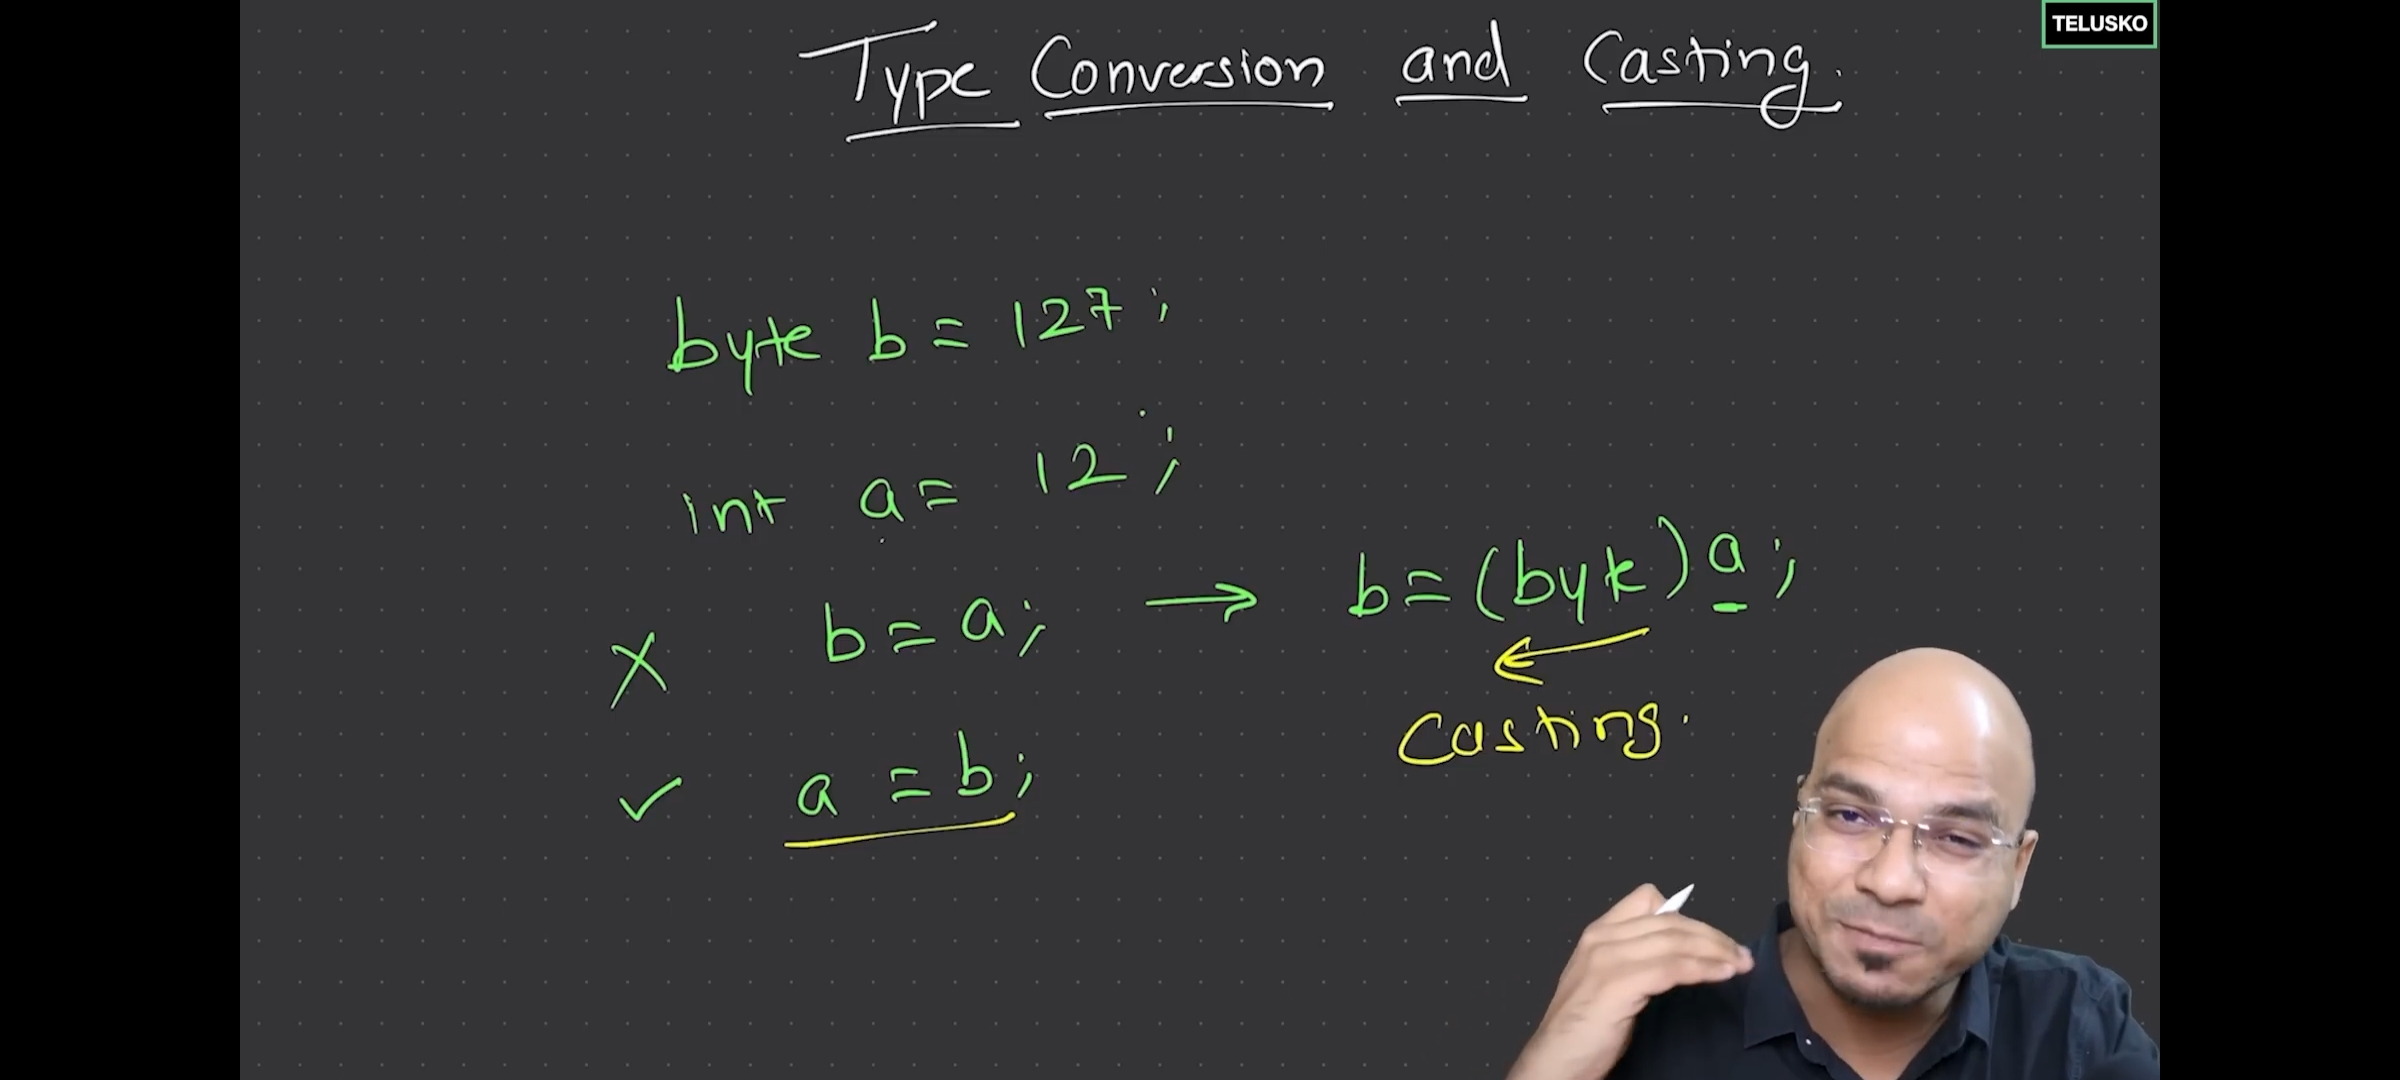 TELUSKO
Type Conversion and Casting.
byte b = 127;
int a = 12;
X b = a; → b = (byte) a;
Casting.
✓ a = b;